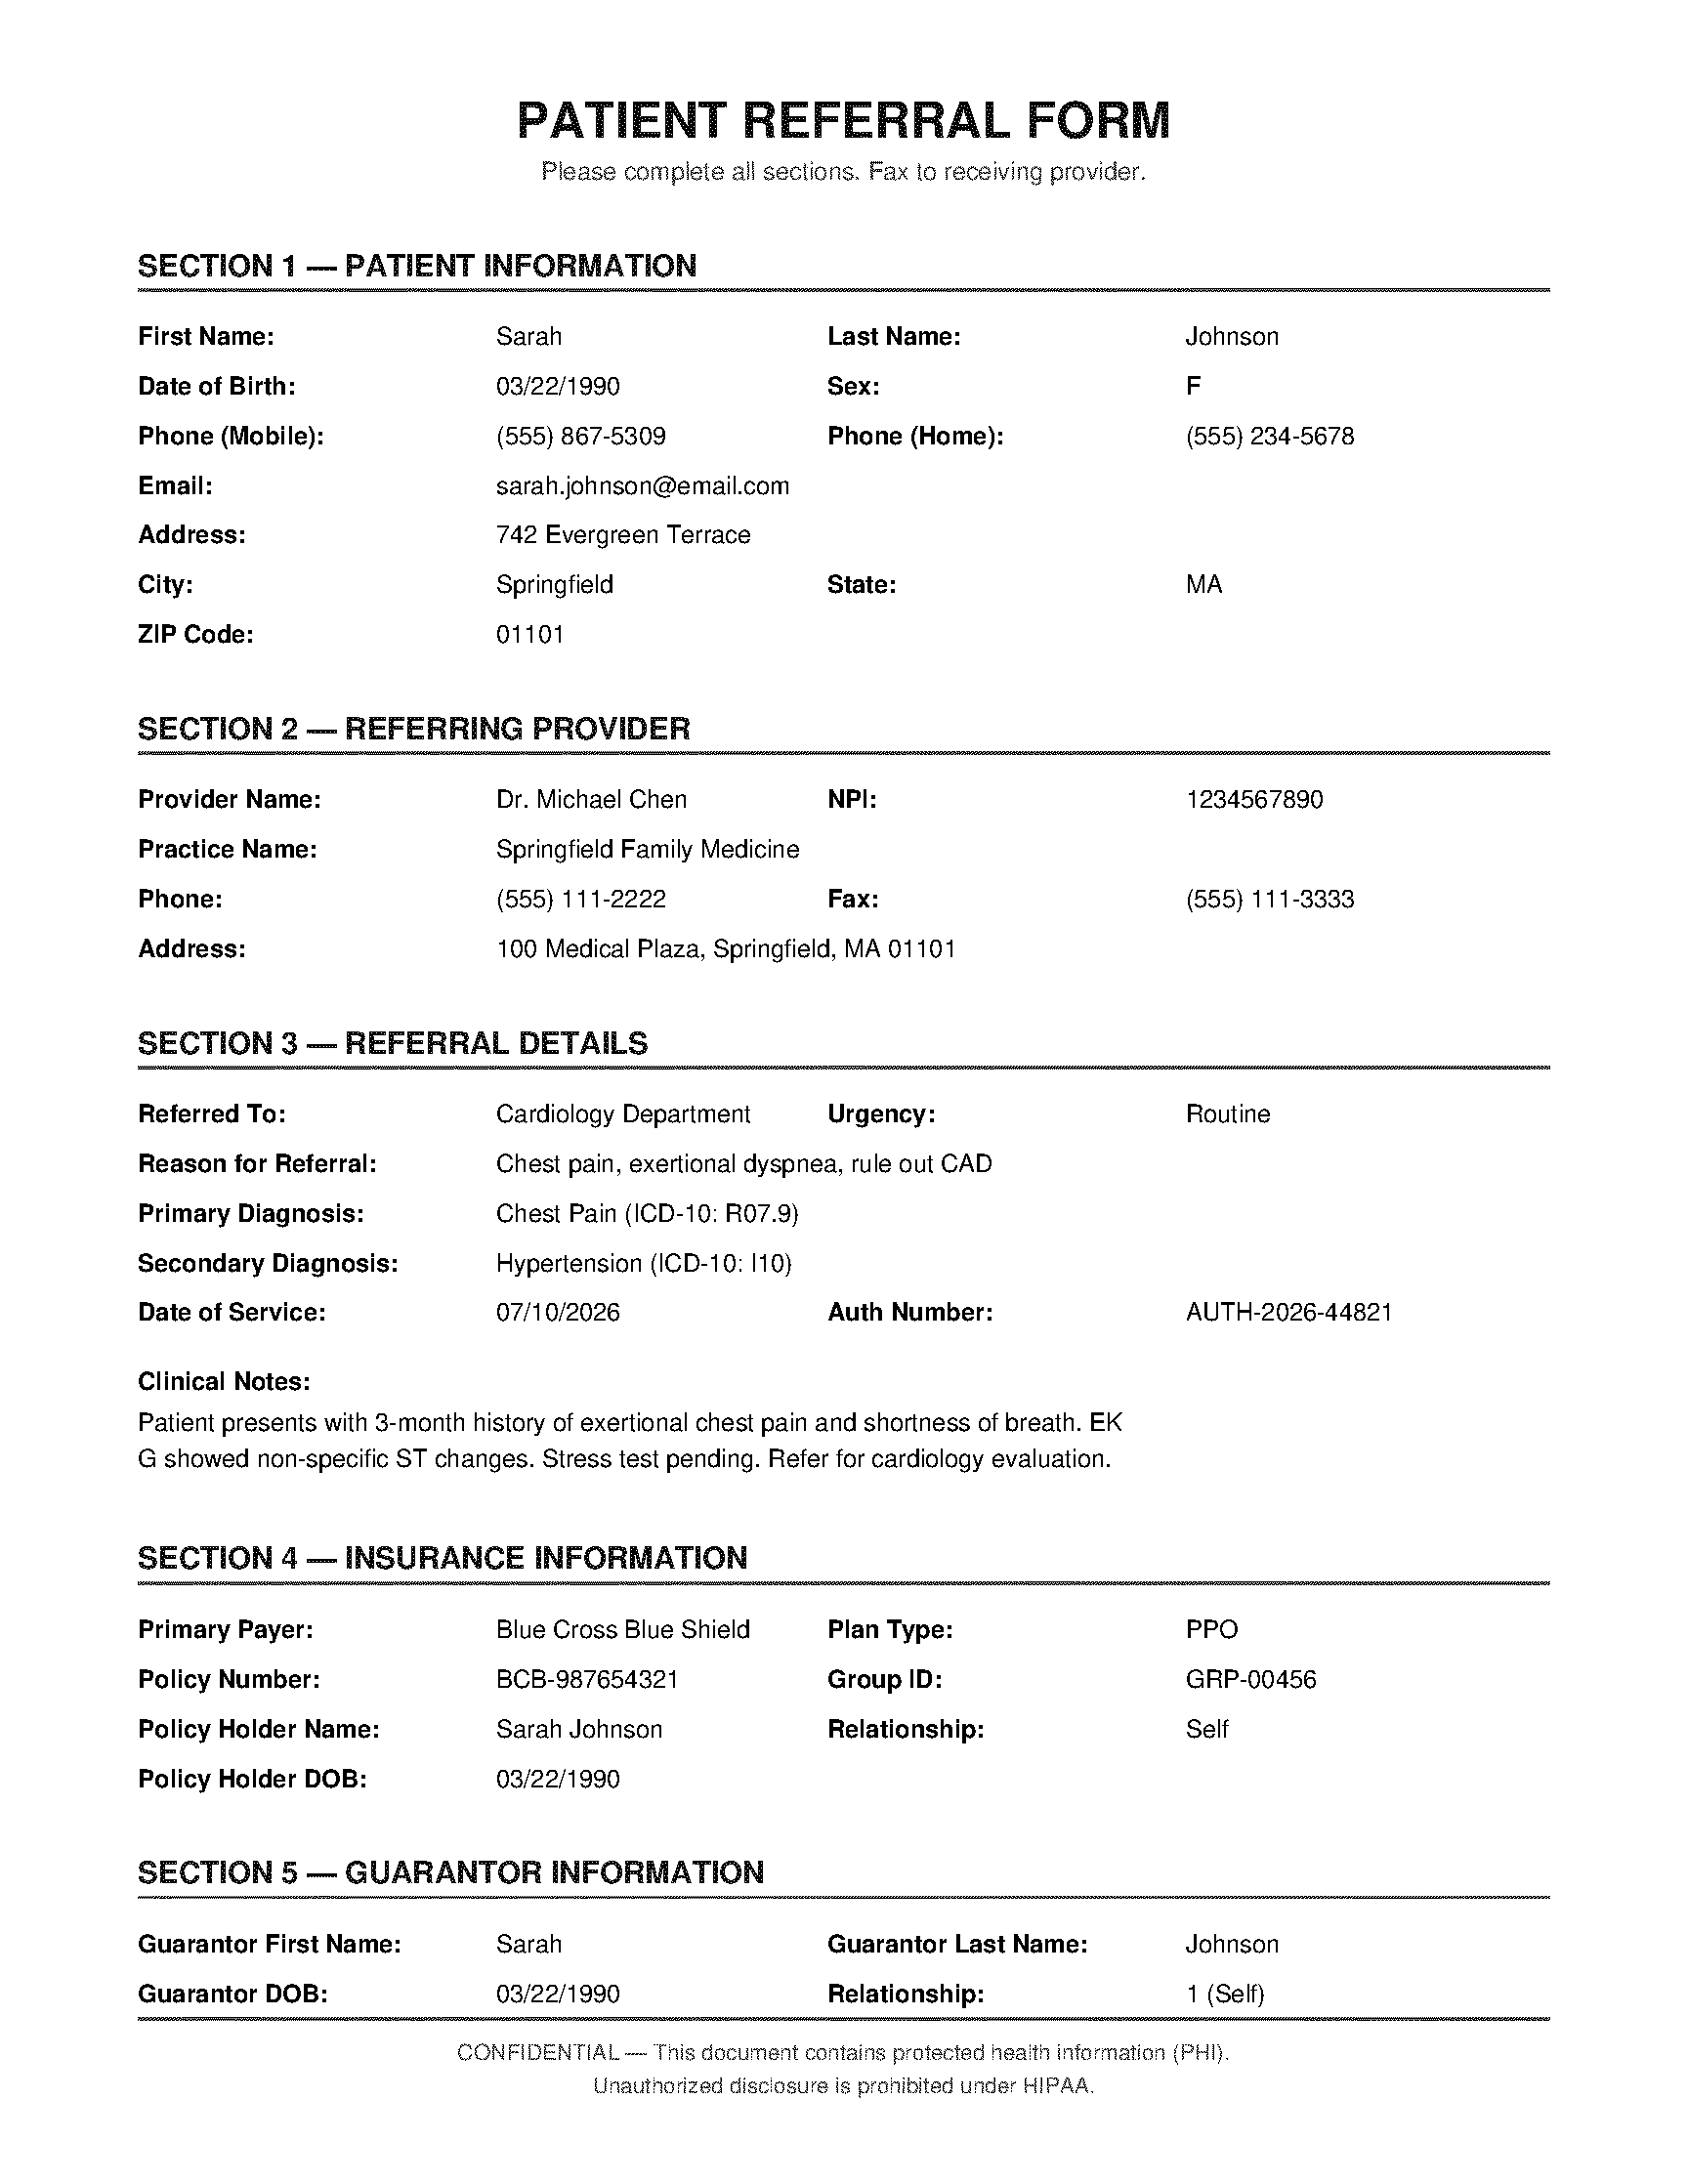 PATIENT REFERRAL FORM
Please complete all sections. Fax to receiving provider.
SECTION 1 — PATIENT INFORMATION
First Name: Sarah Last Name: Johnson
Date of Birth: 03/22/1990 Sex: F
Phone (Mobile): (555) 867-5309 Phone (Home): (555) 234-5678
Email: sarah.johnson@email.com
Address: 742 Evergreen Terrace
City: Springfield State: MA
ZIP Code: 01101
SECTION 2 — REFERRING PROVIDER
Provider Name: Dr. Michael Chen NPI: 1234567890
Practice Name: Springfield Family Medicine
Phone: (555) 111-2222 Fax: (555) 111-3333
Address: 100 Medical Plaza, Springfield, MA 01101
SECTION 3 — REFERRAL DETAILS
Referred To: Cardiology Department Urgency: Routine
Reason for Referral: Chest pain, exertional dyspnea, rule out CAD
Primary Diagnosis: Chest Pain (ICD-10: R07.9)
Secondary Diagnosis: Hypertension (ICD-10: I10)
Date of Service: 07/10/2026 Auth Number: AUTH-2026-44821
Clinical Notes:
Patient presents with 3-month history of exertional chest pain and shortness of breath. EK
G showed non-specific ST changes. Stress test pending. Refer for cardiology evaluation.
SECTION 4 — INSURANCE INFORMATION
Primary Payer: Blue Cross Blue Shield Plan Type: PPO
Policy Number: BCB-987654321 Group ID: GRP-00456
Policy Holder Name: Sarah Johnson Relationship: Self
Policy Holder DOB: 03/22/1990
SECTION 5 — GUARANTOR INFORMATION
Guarantor First Name: Sarah Guarantor Last Name: Johnson
Guarantor DOB: 03/22/1990 Relationship: 1 (Self)
CONFIDENTIAL — This document contains protected health information (PHI).
Unauthorized disclosure is prohibited under HIPAA.